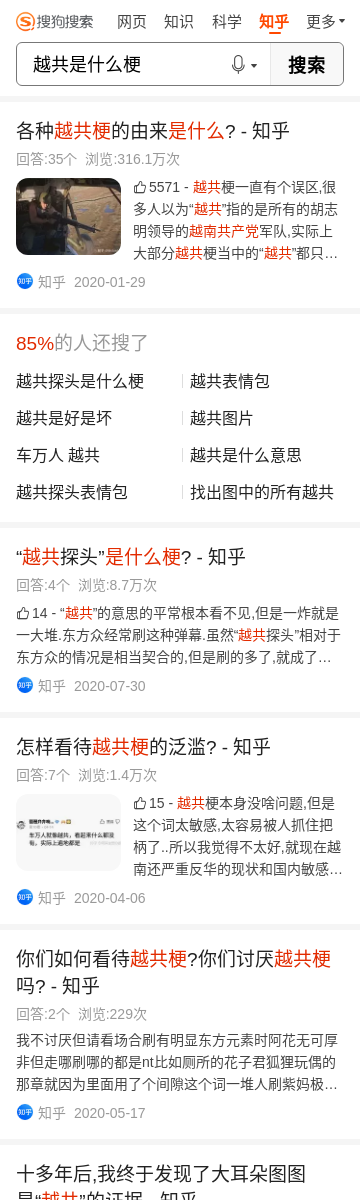 搜狗搜索 网页 知识 科学 知乎 更多
越共是什么梗 搜索
各种越共梗的由来是什么? - 知乎
回答:35个 浏览:316.1万次
5571 - 越共梗一直有个误区,很
多人以为“越共”指的是所有的胡志
明领导的越南共产党军队,实际上
大部分越共梗当中的“越共”都只…
知乎 2020-01-29
85%的人还搜了
越共探头是什么梗 越共表情包
越共是好是坏 越共图片
车万人 越共 越共是什么意思
越共探头表情包 找出图中的所有越共
“越共探头”是什么梗? - 知乎
回答:4个 浏览:8.7万次
14 - “越共”的意思的平常根本看不见,但是一炸就是
一大堆.东方众经常刷这种弹幕.虽然“越共探头”相对于
东方众的情况是相当契合的,但是刷的多了,就成了…
知乎 2020-07-30
怎样看待越共梗的泛滥? - 知乎
回答:7个 浏览:1.4万次
15 - 越共梗本身没啥问题,但是
这个词太敏感,太容易被人抓住把
柄了..所以我觉得不太好,就现在越
南还严重反华的现状和国内敏感…
车万人就像越共，看起来什么都没
有，实际上遍地都是
知乎 2020-04-06
你们如何看待越共梗?你们讨厌越共梗
吗? - 知乎
回答:2个 浏览:229次
我不讨厌但请看场合刷有明显东方元素时阿花无可厚
非但走哪刷哪的都是nt比如厕所的花子君狐狸玩偶的
那章就因为里面用了个间隙这个词一堆人刷紫妈极…
知乎 2020-05-17
十多年后,我终于发现了大耳朵图图
是“越共”的证据 - 知乎